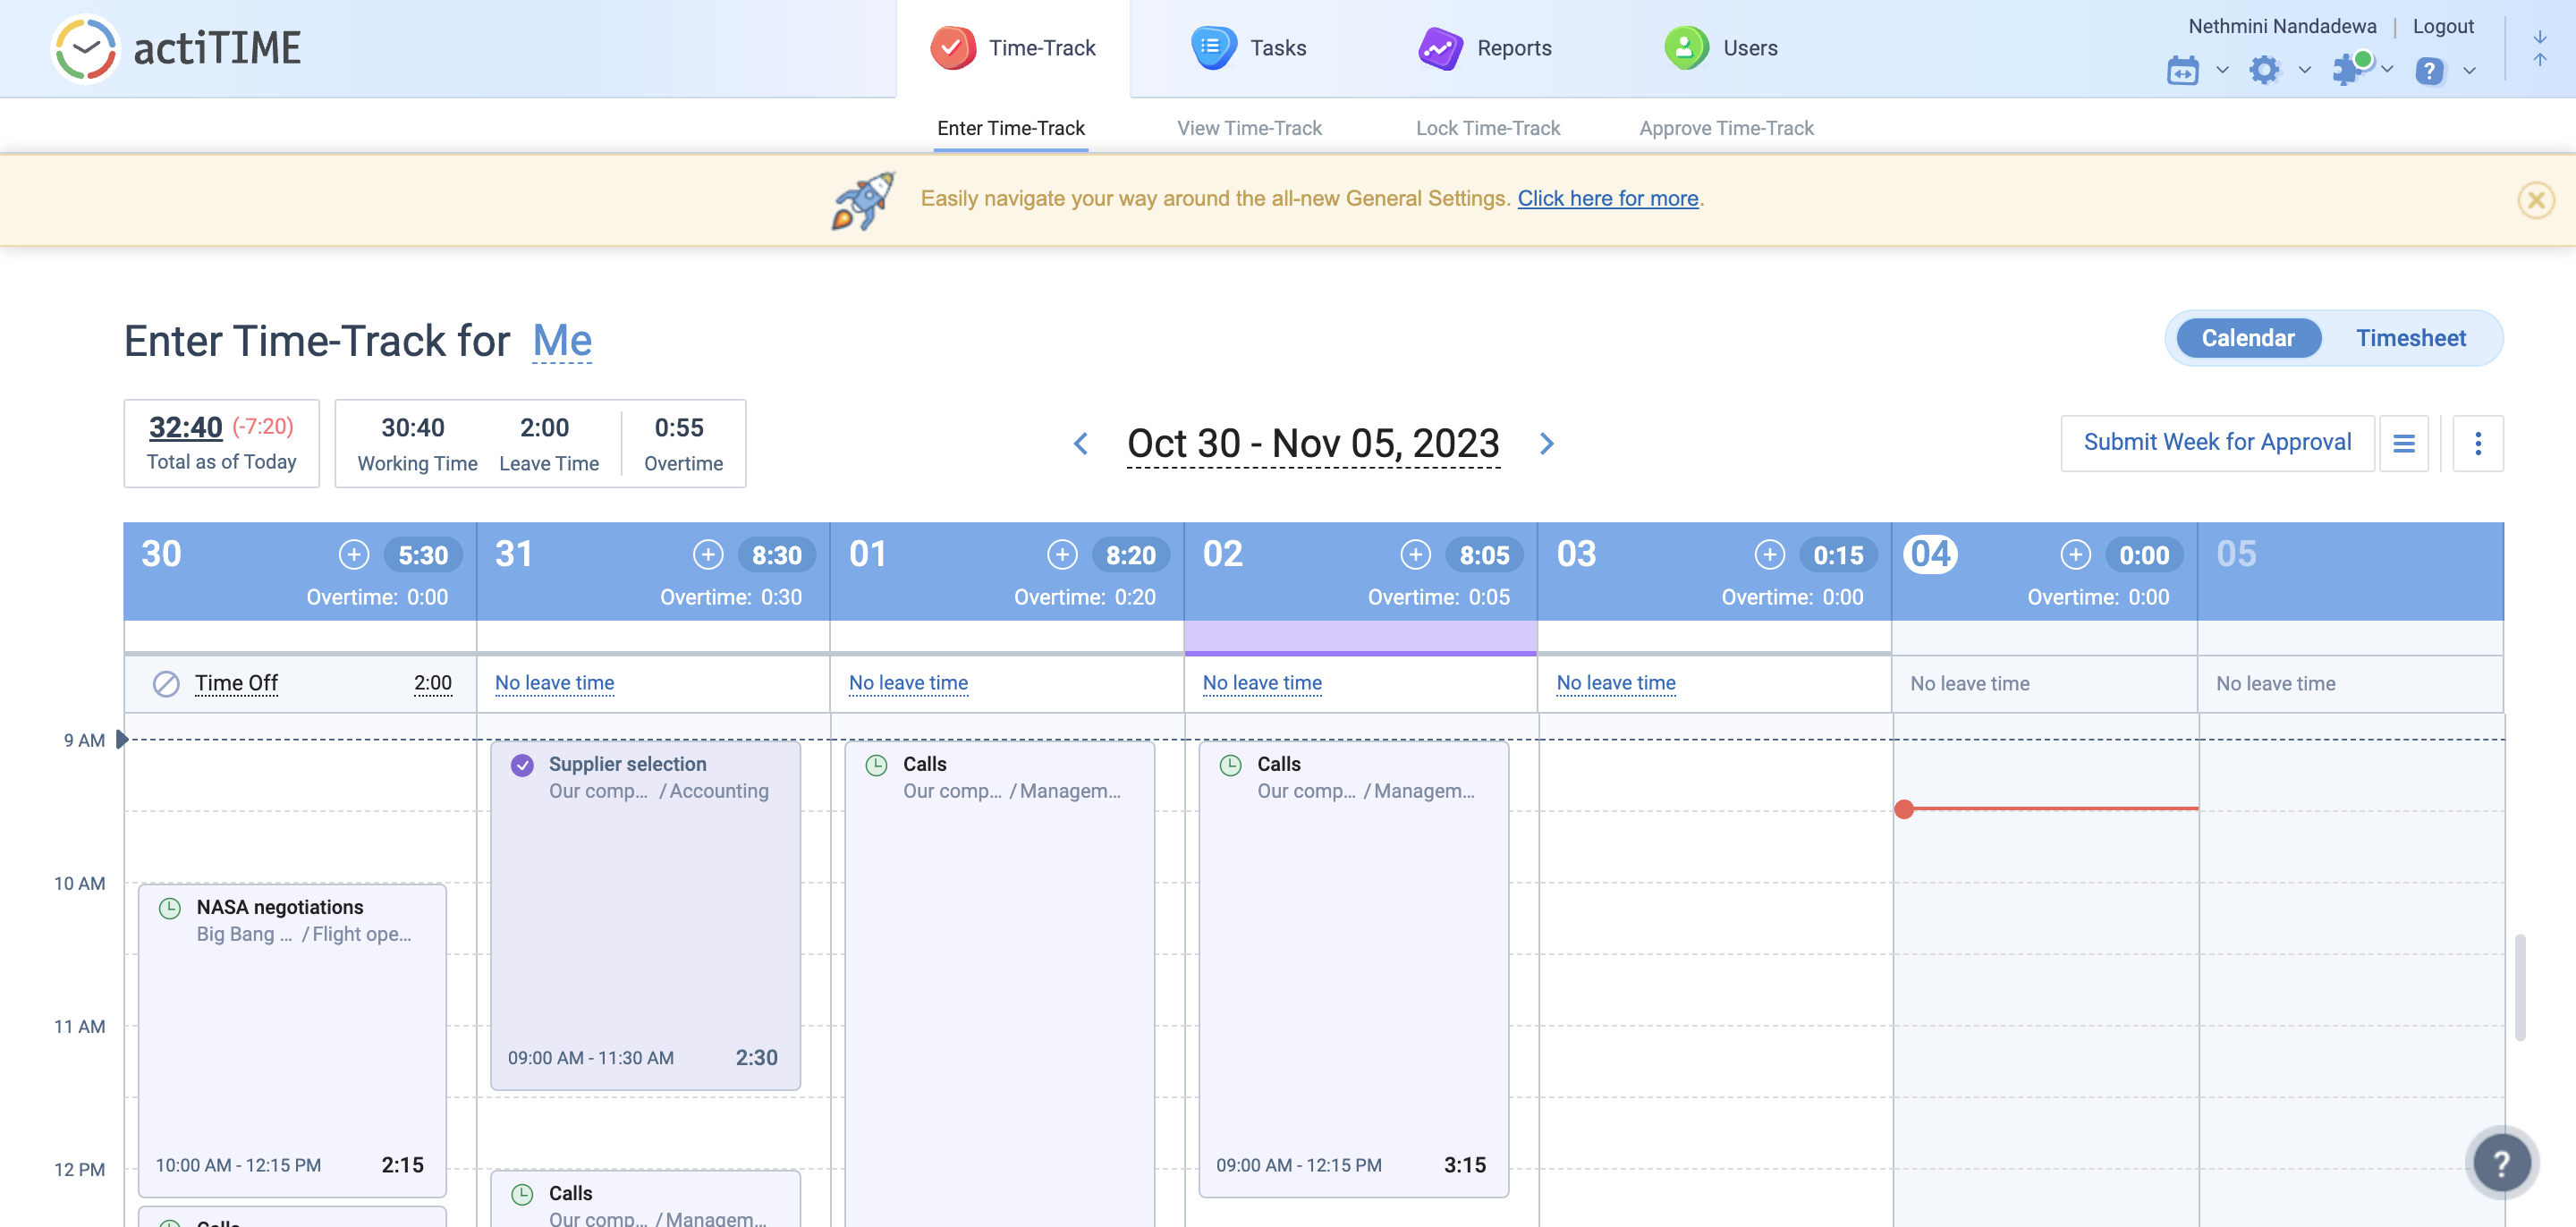 actiTIME
Time-Track
Tasks
Reports
Users
Nethmini Nandadewa | Logout
Enter Time-Track
View Time-Track
Lock Time-Track
Approve Time-Track
Easily navigate your way around the all-new General Settings. Click here for more.
Enter Time-Track for Me
Calendar
Timesheet
32:40 (-7:20)
Total as of Today
30:40
Working Time
2:00
Leave Time
0:55
Overtime
Oct 30 - Nov 05, 2023
Submit Week for Approval
30 5:30
Overtime: 0:00
31 8:30
Overtime: 0:30
01 8:20
Overtime: 0:20
02 8:05
Overtime: 0:05
03 0:15
Overtime: 0:00
04 0:00
Overtime: 0:00
05
Time Off 2:00
No leave time
No leave time
No leave time
No leave time
No leave time
No leave time
9 AM
10 AM
11 AM
12 PM
NASA negotiations
Big Bang ... / Flight ope...
10:00 AM - 12:15 PM 2:15
Calls
Supplier selection
Our comp... / Accounting
09:00 AM - 11:30 AM 2:30
Calls
Our comp... / Managem...
Calls
Our comp... / Managem...
Calls
Our comp... / Managem...
09:00 AM - 12:15 PM 3:15
?